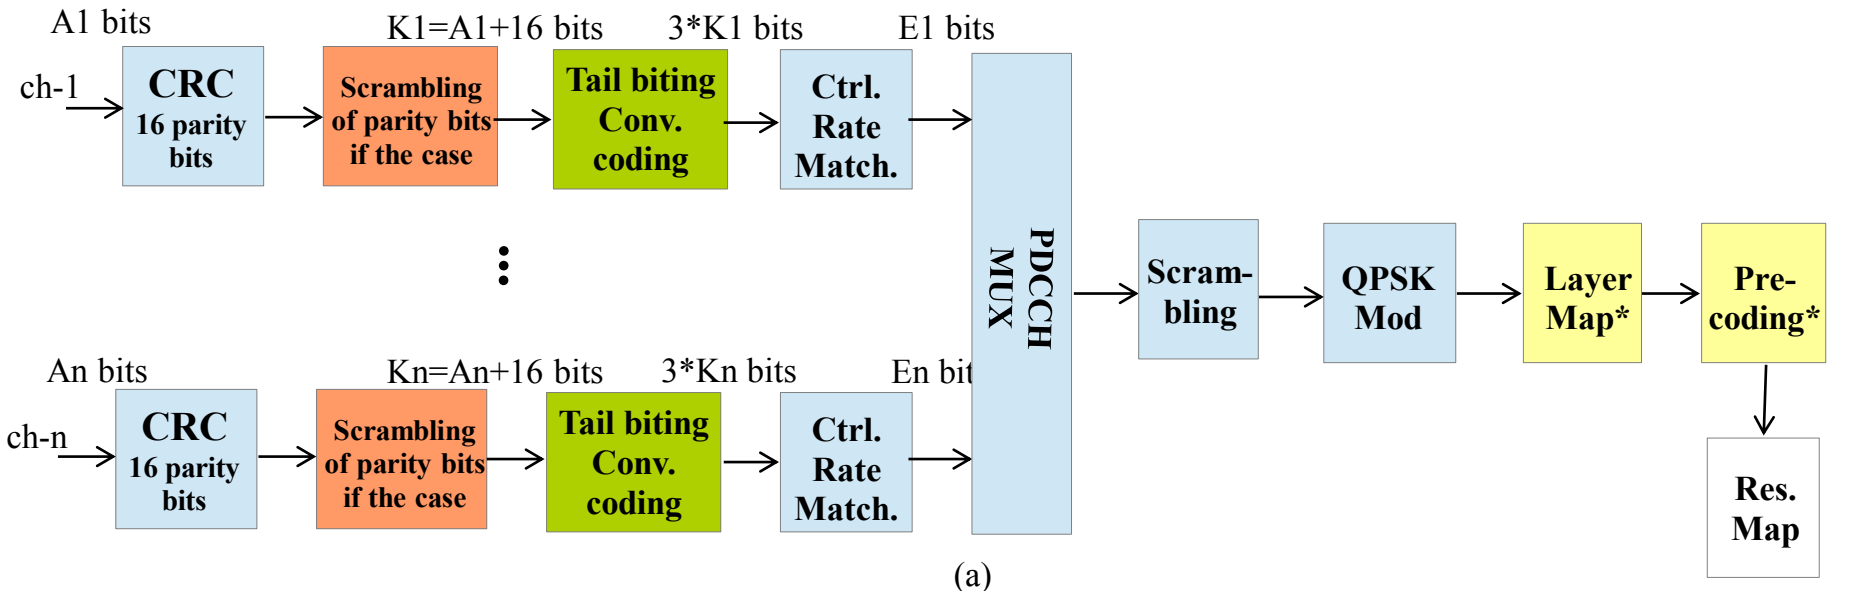 A1 bits
K1=A1+16 bits
3*K1 bits
E1 bits
ch-1
CRC
16 parity
bits
Scrambling
of parity bits
if the case
Tail biting
Conv.
coding
Ctrl.
Rate
Match.
PDCCH
MUX
Scram-
bling
QPSK
Mod
Layer
Map*
Pre-
coding*
Res.
Map
An bits
Kn=An+16 bits
3*Kn bits
En bit
ch-n
CRC
16 parity
bits
Scrambling
of parity bits
if the case
Tail biting
Conv.
coding
Ctrl.
Rate
Match.
(a)